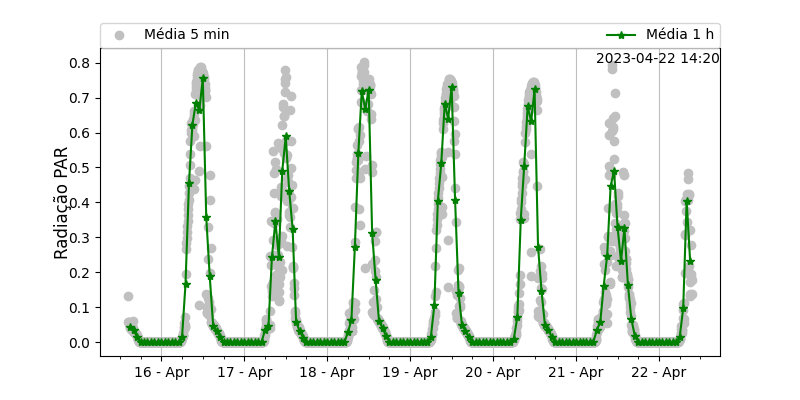 Média 5 min
Média 1 h
2023-04-22 14:20
Radiação PAR
0.8
0.7
0.6
0.5
0.4
0.3
0.2
0.1
0.0
16 - Apr
17 - Apr
18 - Apr
19 - Apr
20 - Apr
21 - Apr
22 - Apr